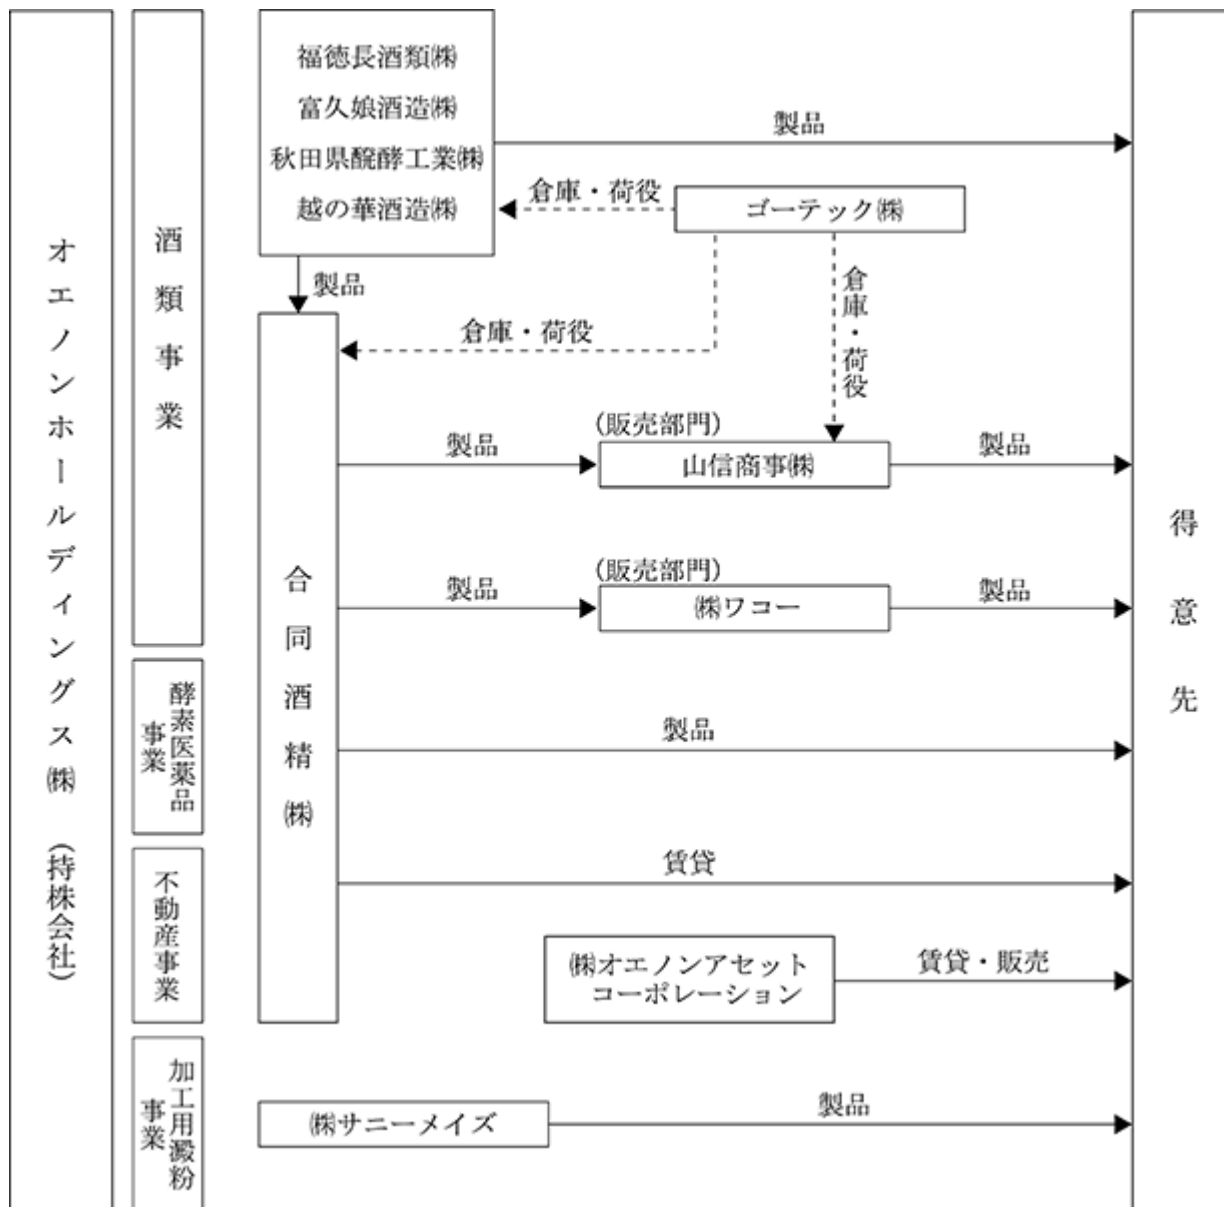 オエノンホールディングス㈱　（持株会社）
酒類事業
酵素医薬品
事業
不動産事業
加工用澱粉
事業
福徳長酒類㈱
富久娘酒造㈱
秋田県醗酵工業㈱
越の華酒造㈱
製品
倉庫・荷役
ゴーテック㈱
製品
倉庫・荷役
倉庫・荷役
合同酒精㈱
製品
（販売部門）
山信商事㈱
製品
製品
（販売部門）
㈱ワコー
製品
製品
賃貸
㈱オエノンアセット
コーポレーション
賃貸・販売
㈱サニーメイズ
製品
得意先